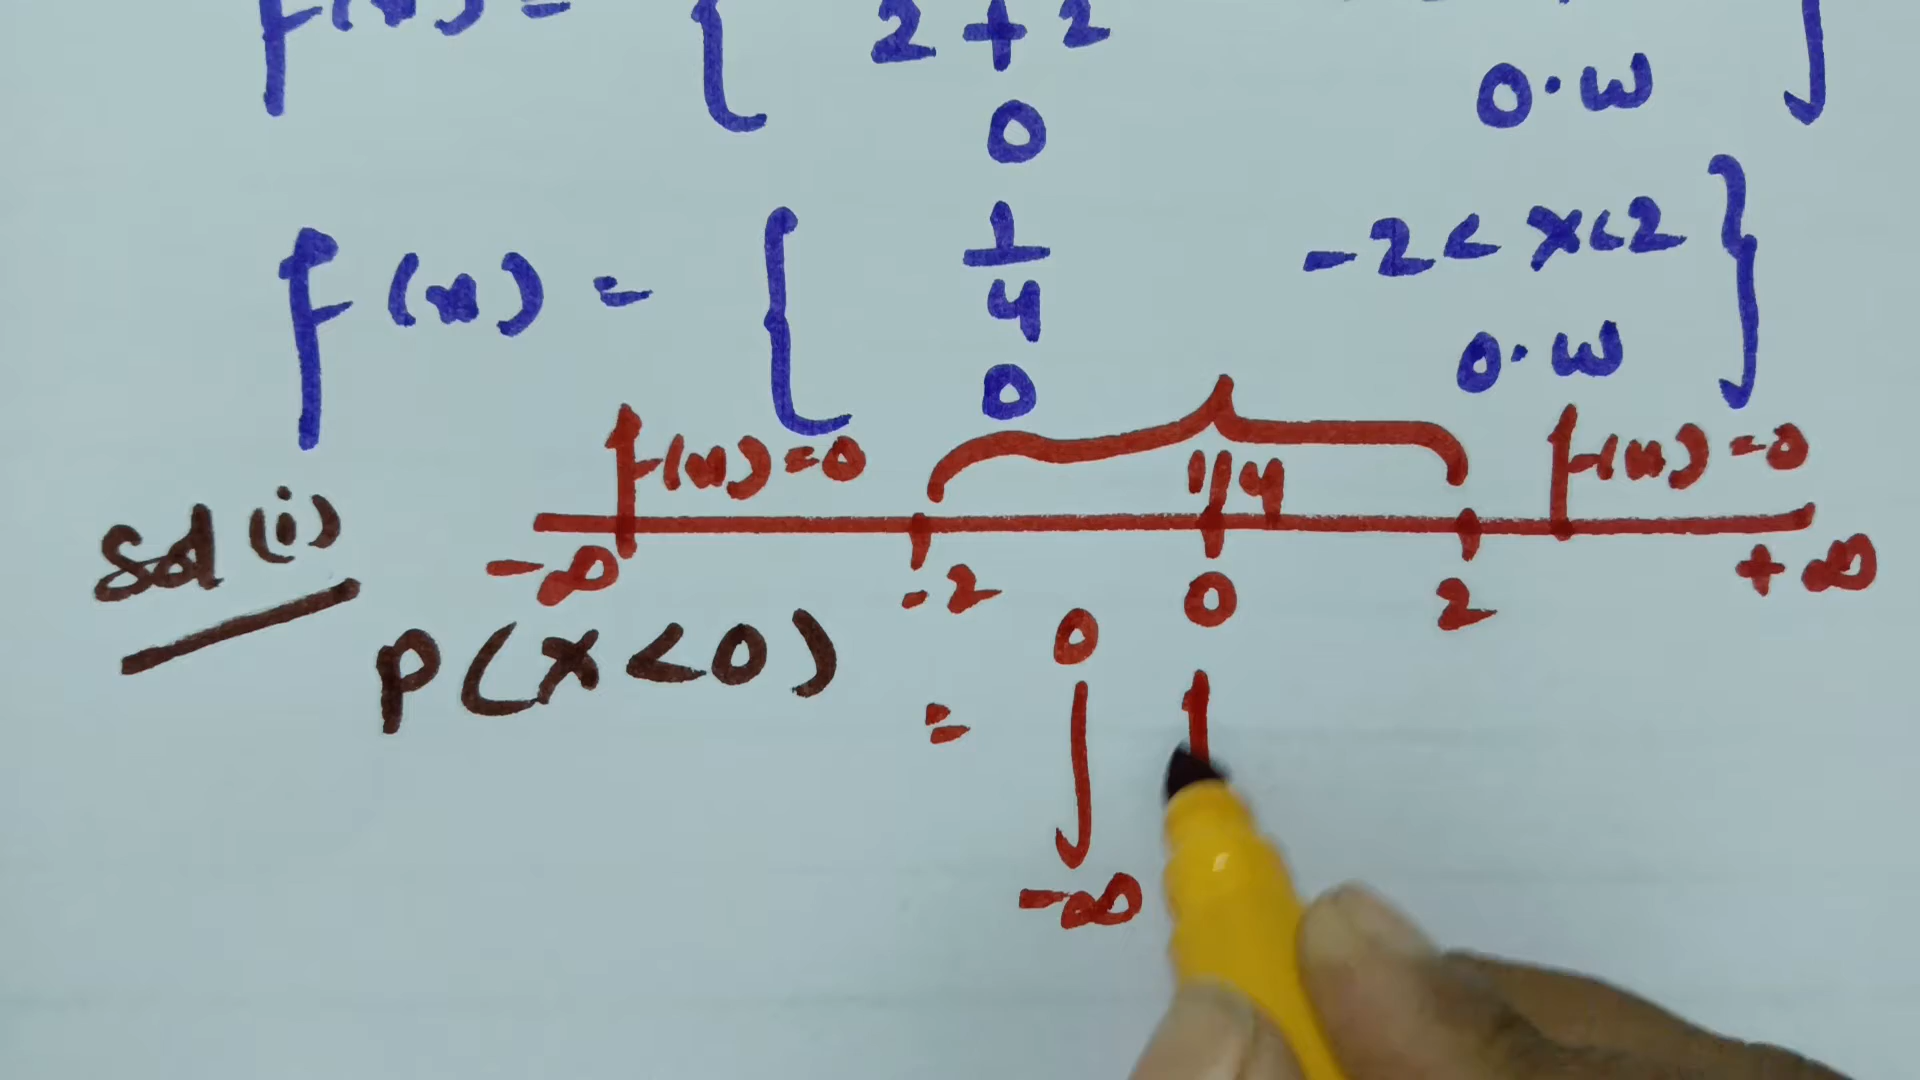 f(x) = { 2 + 2
0 0.w }
f(x) = { 1/4 -2 < x < 2
0 0.w }
f(x) = 0 1/4 f(x) = 0
Sol (i) -∞ -2 0 2 +∞
P(x<0) = ∫ 0
-∞